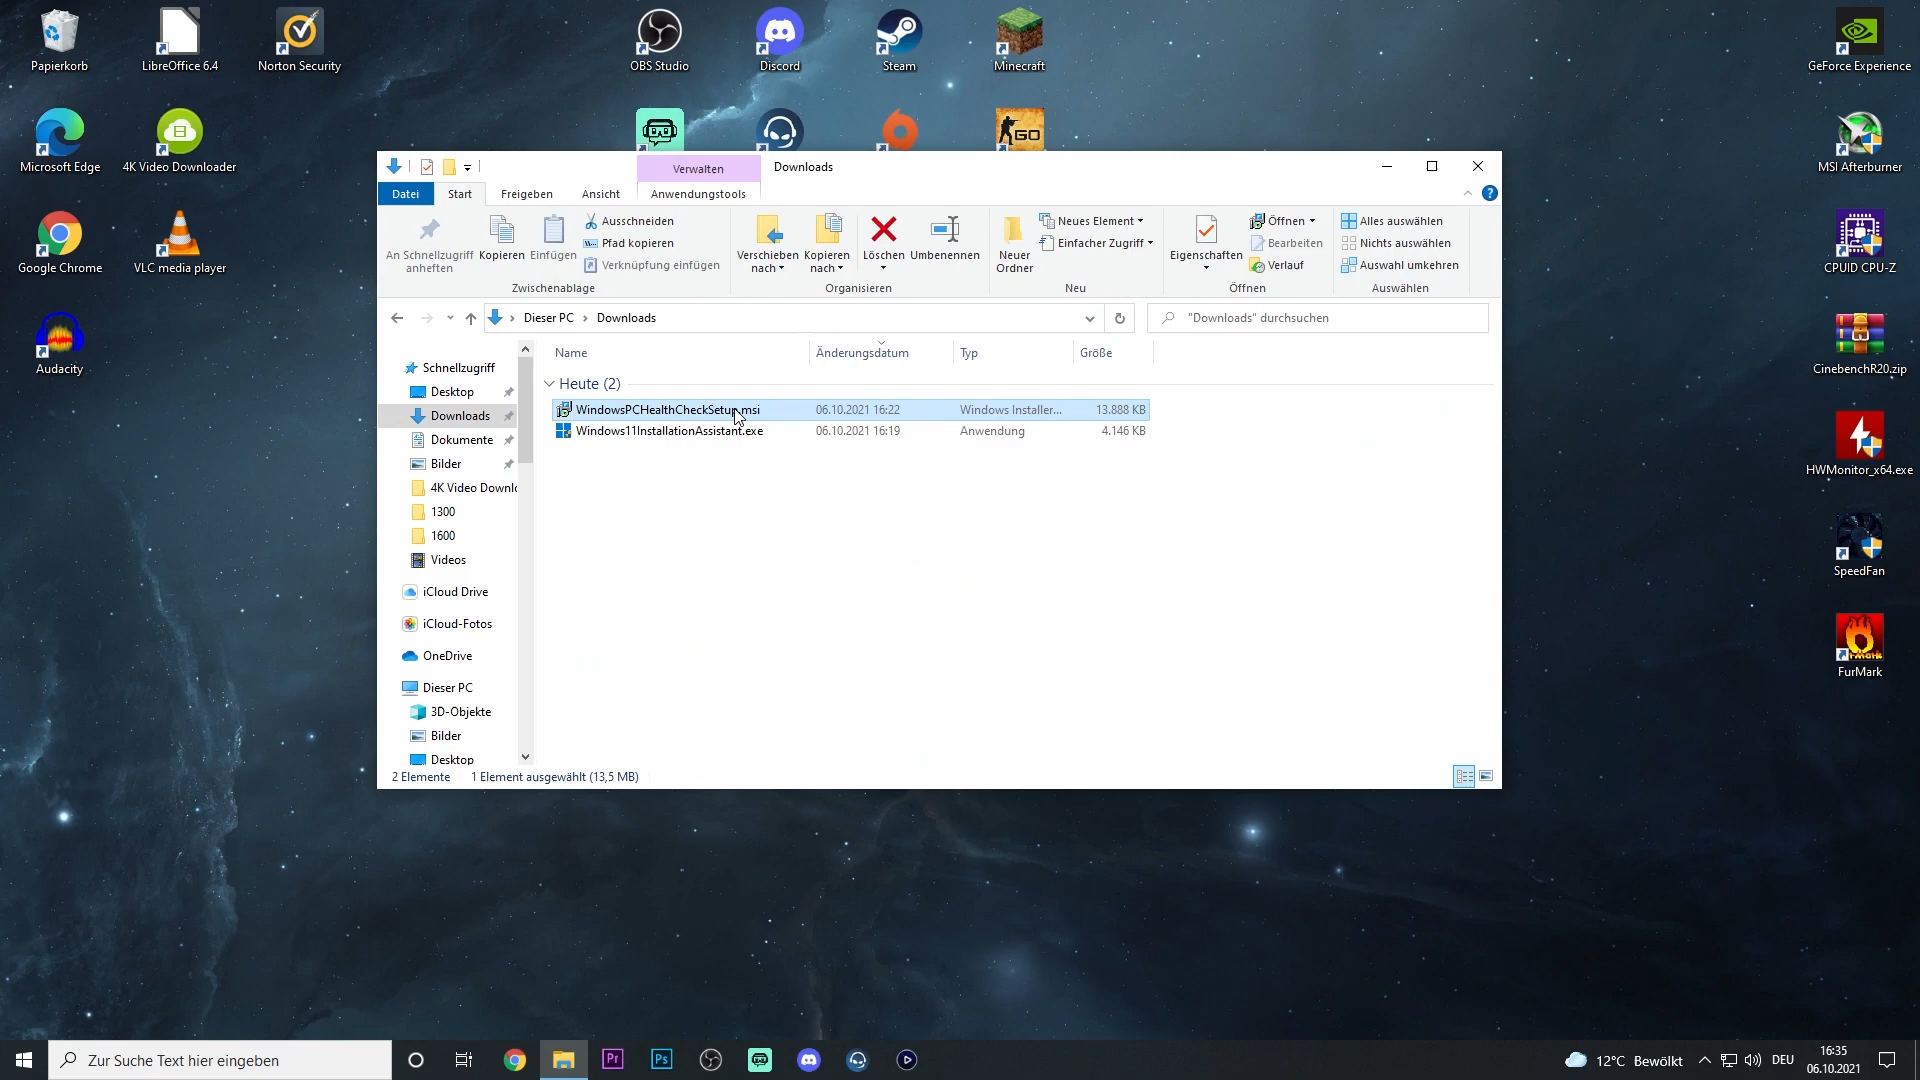 Papierkorb
LibreOffice 6.4
Norton Security
OBS Studio
Discord
Steam
Minecraft
GeForce Experience
GO
Microsoft Edge
4K Video Downloader
MSI Afterburner
Google Chrome
VLC media player
CPUID CPU-Z
Audacity
CinebenchR20.zip
HWMonitor_x64.exe
SpeedFan
FurMark
Verwalten
Downloads
Datei
Start
Freigeben
Ansicht
Anwendungstools
An Schnellzugriff
anheften
Kopieren
Einfügen
Ausschneiden
Pfad kopieren
Verknüpfung einfügen
Zwischenablage
Verschieben
nach
Kopieren
nach
Löschen
Umbenennen
Organisieren
Neuer
Ordner
Neues Element
Einfacher Zugriff
Neu
Eigenschaften
Öffnen
Bearbeiten
Verlauf
Öffnen
Alles auswählen
Nichts auswählen
Auswahl umkehren
Auswählen
Dieser PC
Downloads
"Downloads" durchsuchen
Schnellzugriff
Desktop
Downloads
Dokumente
Bilder
4K Video Downlo
1300
1600
Videos
iCloud Drive
iCloud-Fotos
OneDrive
Dieser PC
3D-Objekte
Bilder
Desktop
Name Änderungsdatum Typ Größe
Heute (2)
WindowsPCHealthCheckSetup.msi 06.10.2021 16:22 Windows Installer... 13.888 KB
Windows11InstallationAssistant.exe 06.10.2021 16:19 Anwendung 4.146 KB
2 Elemente 1 Element ausgewählt (13,5 MB)
Zur Suche Text hier eingeben
Pr
Ps
12°C Bewölkt
DEU
16:35
06.10.2021